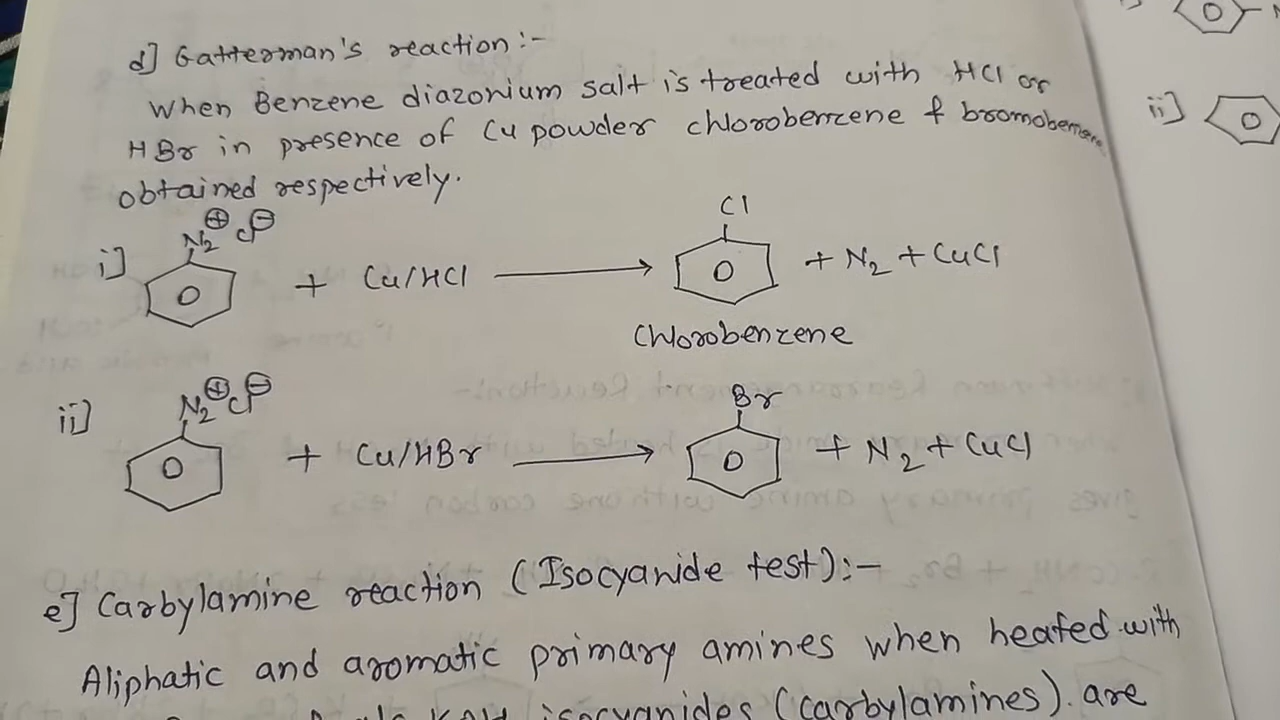 d] Gatterman's reaction :-
When Benzene diazonium salt is treated with HCl or
HBr in presence of Cu powder chlorobenzene & bromobenzene
obtained respectively.
i] N₂⊕ Cl⊖ + Cu/HCl ⟶ Cl + N₂ + CuCl
Chlorobenzene
ii] N₂⊕ Cl⊖ + Cu/HBr ⟶ Br + N₂ + CuCl
e] Carbylamine reaction (Isocyanide test):-
Aliphatic and aromatic primary amines when heated with
isocyanides (carbylamines) are
ii]